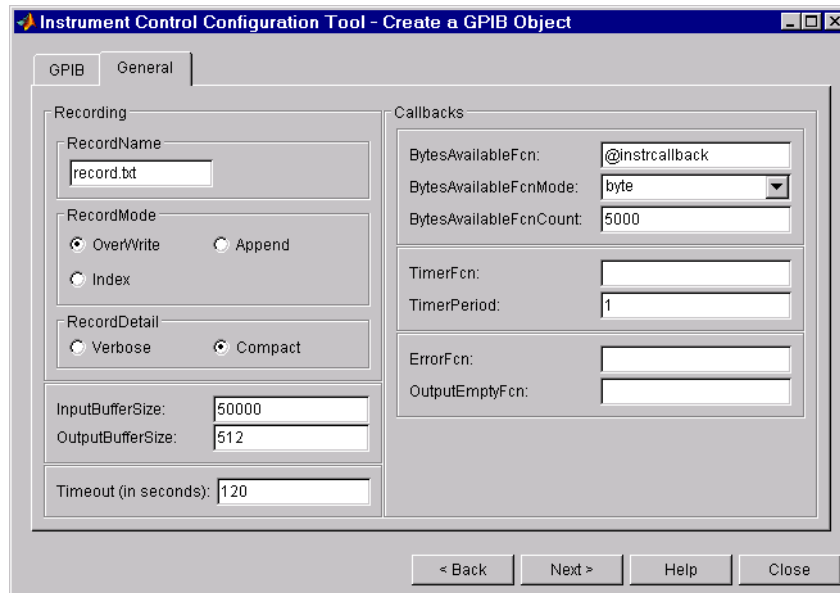 Instrument Control Configuration Tool - Create a GPIB Object
GPIB
General
Recording
RecordName
record.txt
RecordMode
OverWrite
Append
Index
RecordDetail
Verbose
Compact
InputBufferSize:
50000
OutputBufferSize:
512
Timeout (in seconds):
120
Callbacks
BytesAvailableFcn:
@instrcallback
BytesAvailableFcnMode:
byte
BytesAvailableFcnCount:
5000
TimerFcn:
TimerPeriod:
1
ErrorFcn:
OutputEmptyFcn:
< Back
Next >
Help
Close